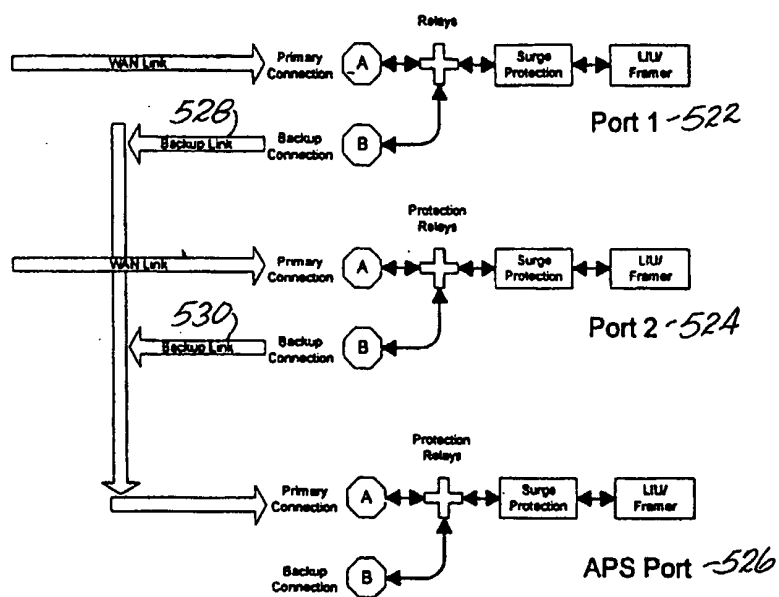 Relays
WAN Link
Primary Connection
A
Surge Protection
LIU/ Framer
Port 1 -522
528
Backup Link
Backup Connection
B
Protection Relays
WAN Link
Primary Connection
A
Surge Protection
LIU/ Framer
Port 2 -524
530
Backup Link
Backup Connection
B
Protection Relays
Primary Connection
A
Surge Protection
LIU/ Framer
APS Port -526
Backup Connection
B